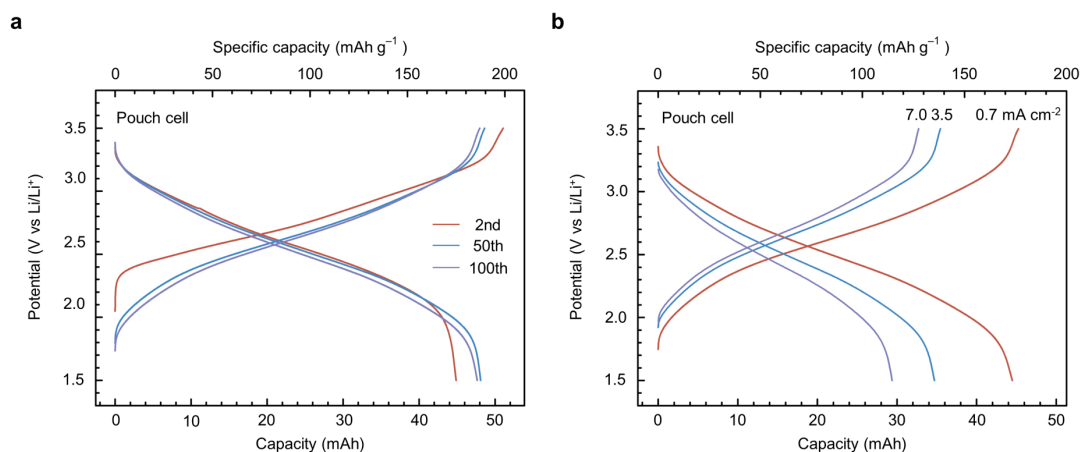 a
Specific capacity (mAh g⁻¹ )
0 50 100 150 200
Pouch cell
3.5
3.0
2.5
2.0
1.5
Potential (V vs Li/Li⁺)
2nd
50th
100th
0 10 20 30 40 50
Capacity (mAh)
b
Specific capacity (mAh g⁻¹)
0 50 100 150 200
Pouch cell
7.0 3.5 0.7 mA cm⁻²
3.5
3.0
2.5
2.0
1.5
Potential (V vs Li/Li⁺)
0 10 20 30 40 50
Capacity (mAh)